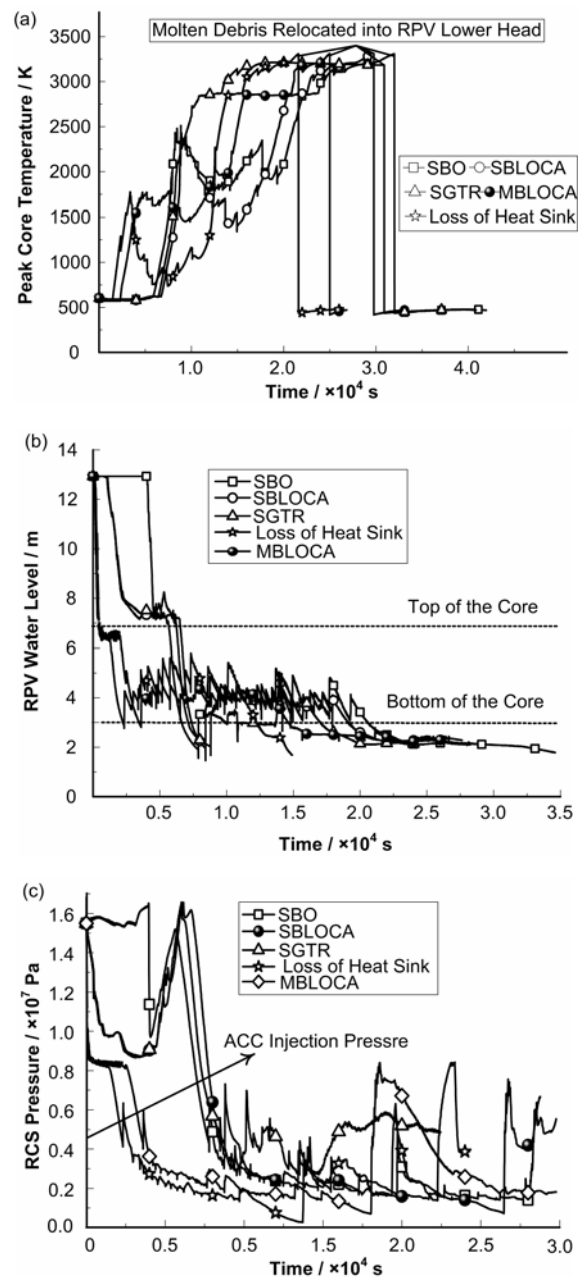 (a)
Molten Debris Relocated into RPV Lower Head
3500
3000
2500
2000
1500
1000
500
0
Peak Core Temperature / K
SBO SBLOCA
SGTR MBLOCA
Loss of Heat Sink
1.0 2.0 3.0 4.0
Time / ×10⁴ s
(b)
14
12
10
8
6
4
2
0
RPV Water Level / m
SBO
SBLOCA
SGTR
Loss of Heat Sink
MBLOCA
Top of the Core
Bottom of the Core
0.5 1.0 1.5 2.0 2.5 3.0 3.5
Time / ×10⁴ s
(c)
1.6
1.4
1.2
1.0
0.8
0.6
0.4
0.2
0.0
RCS Pressure / ×10⁷ Pa
SBO
SBLOCA
SGTR
Loss of Heat Sink
MBLOCA
ACC Injection Pressre
0 0.5 0.5 1.5 2.0 2.5 3.0
Time / ×10⁴ s